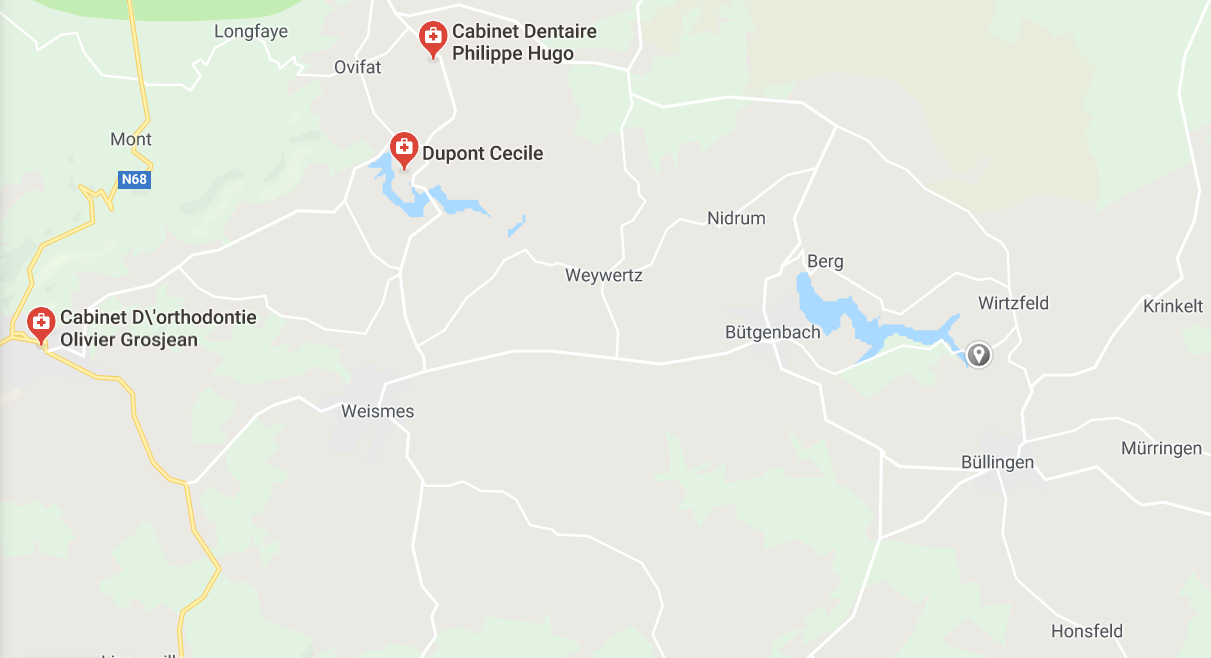 Longfaye
Cabinet Dentaire
Philippe Hugo
Ovifat
Mont
Dupont Cecile
N68
Nidrum
Berg
Weywertz
Wirtzfeld
Krinkelt
Cabinet D\'orthodontie
Olivier Grosjean
Bütgenbach
Weismes
Mürringen
Büllingen
Honsfeld